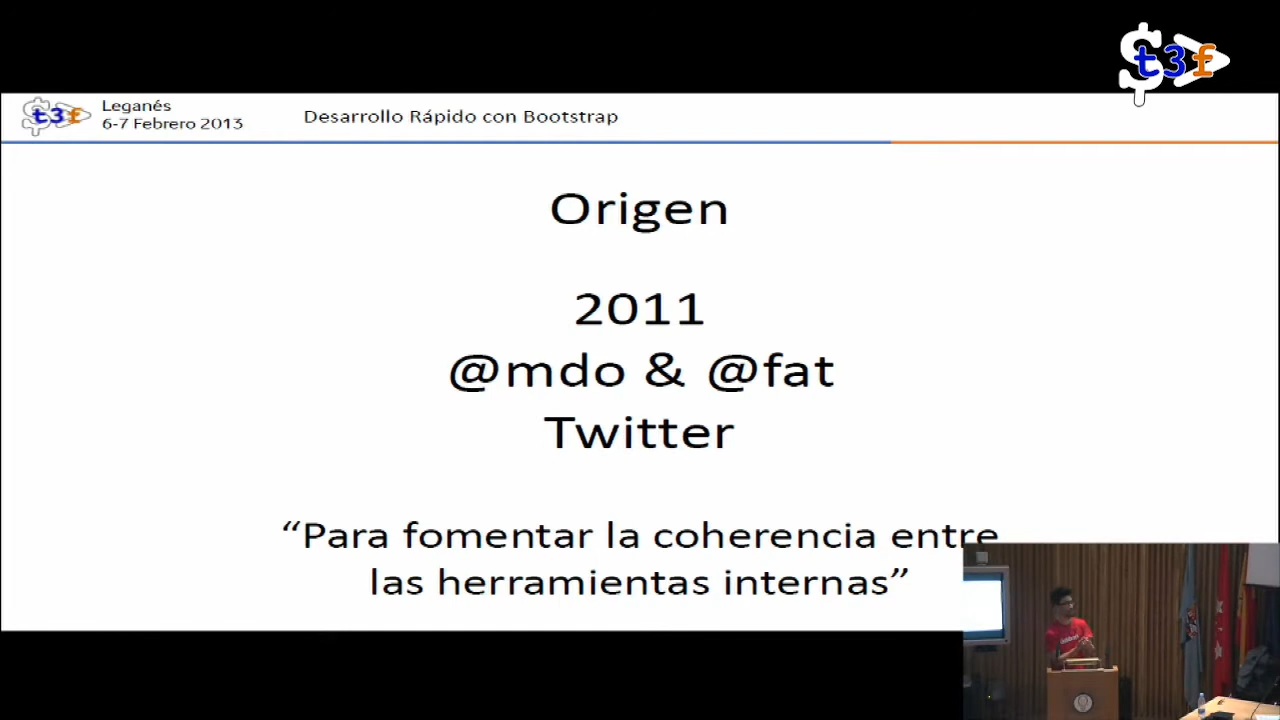 t3f
t3f
Leganés
6-7 Febrero 2013
Desarrollo Rápido con Bootstrap
Origen
2011
@mdo & @fat
Twitter
“Para fomentar la coherencia entre
las herramientas internas”